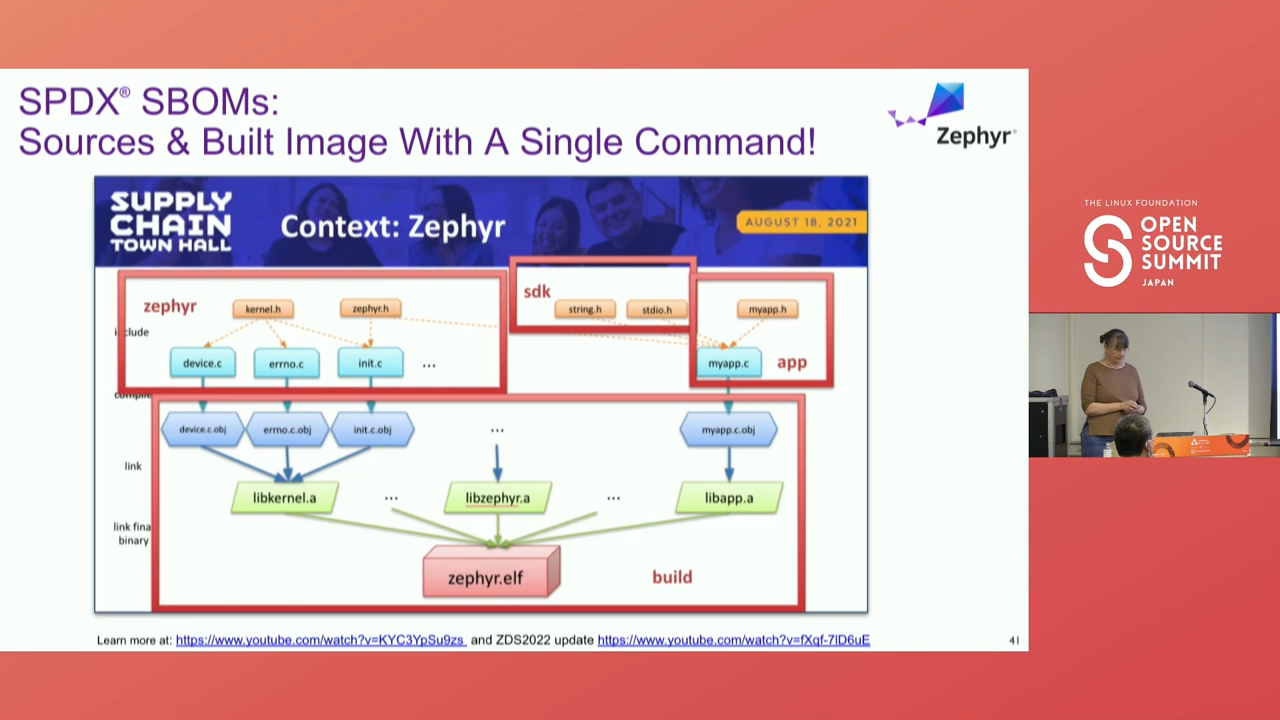 SPDX® SBOMs:
Sources & Built Image With A Single Command!
Zephyr
SUPPLY
CHAIN
TOWN HALL
Context: Zephyr
AUGUST 18, 2021
zephyr
kernel.h
zephyr.h
sdk
string.h
stdio.h
myapp.h
include
device.c
errno.c
init.c
...
myapp.c
app
compile
device.c.obj
errno.c.obj
init.c.obj
...
myapp.c.obj
link
libkernel.a
...
libzephyr.a
...
libapp.a
link fina
binary
zephyr.elf
build
Learn more at: https://www.youtube.com/watch?v=KYC3YpSu9zs and ZDS2022 update https://www.youtube.com/watch?v=fXqf-7lD6uE
41
THE LINUX FOUNDATION
OPEN
SOURCE
SUMMIT
JAPAN